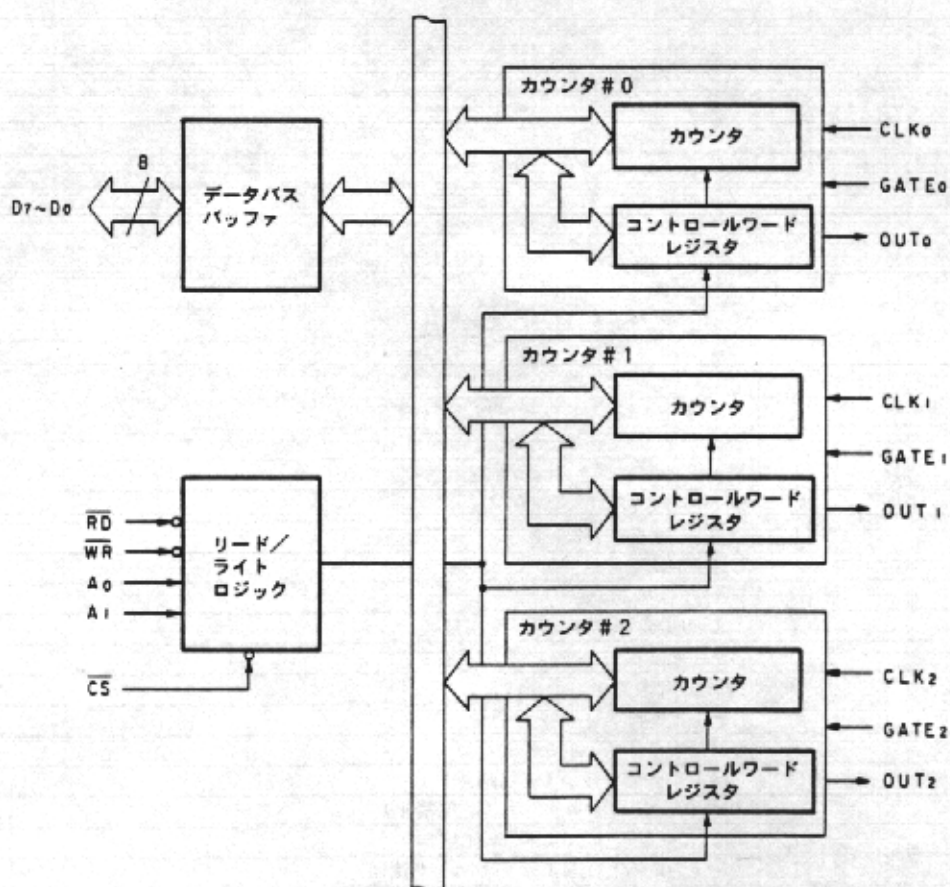 カウンタ#0
カウンタ
CLK0
8
D7~D0
データバス
バッファ
GATE0
コントロールワード
レジスタ
OUT0
カウンタ#1
カウンタ
CLK1
GATE1
コントロールワード
レジスタ
OUT1
RD
WR
A0
A1
リード/
ライト
ロジック
CS
カウンタ#2
カウンタ
CLK2
GATE2
コントロールワード
レジスタ
OUT2